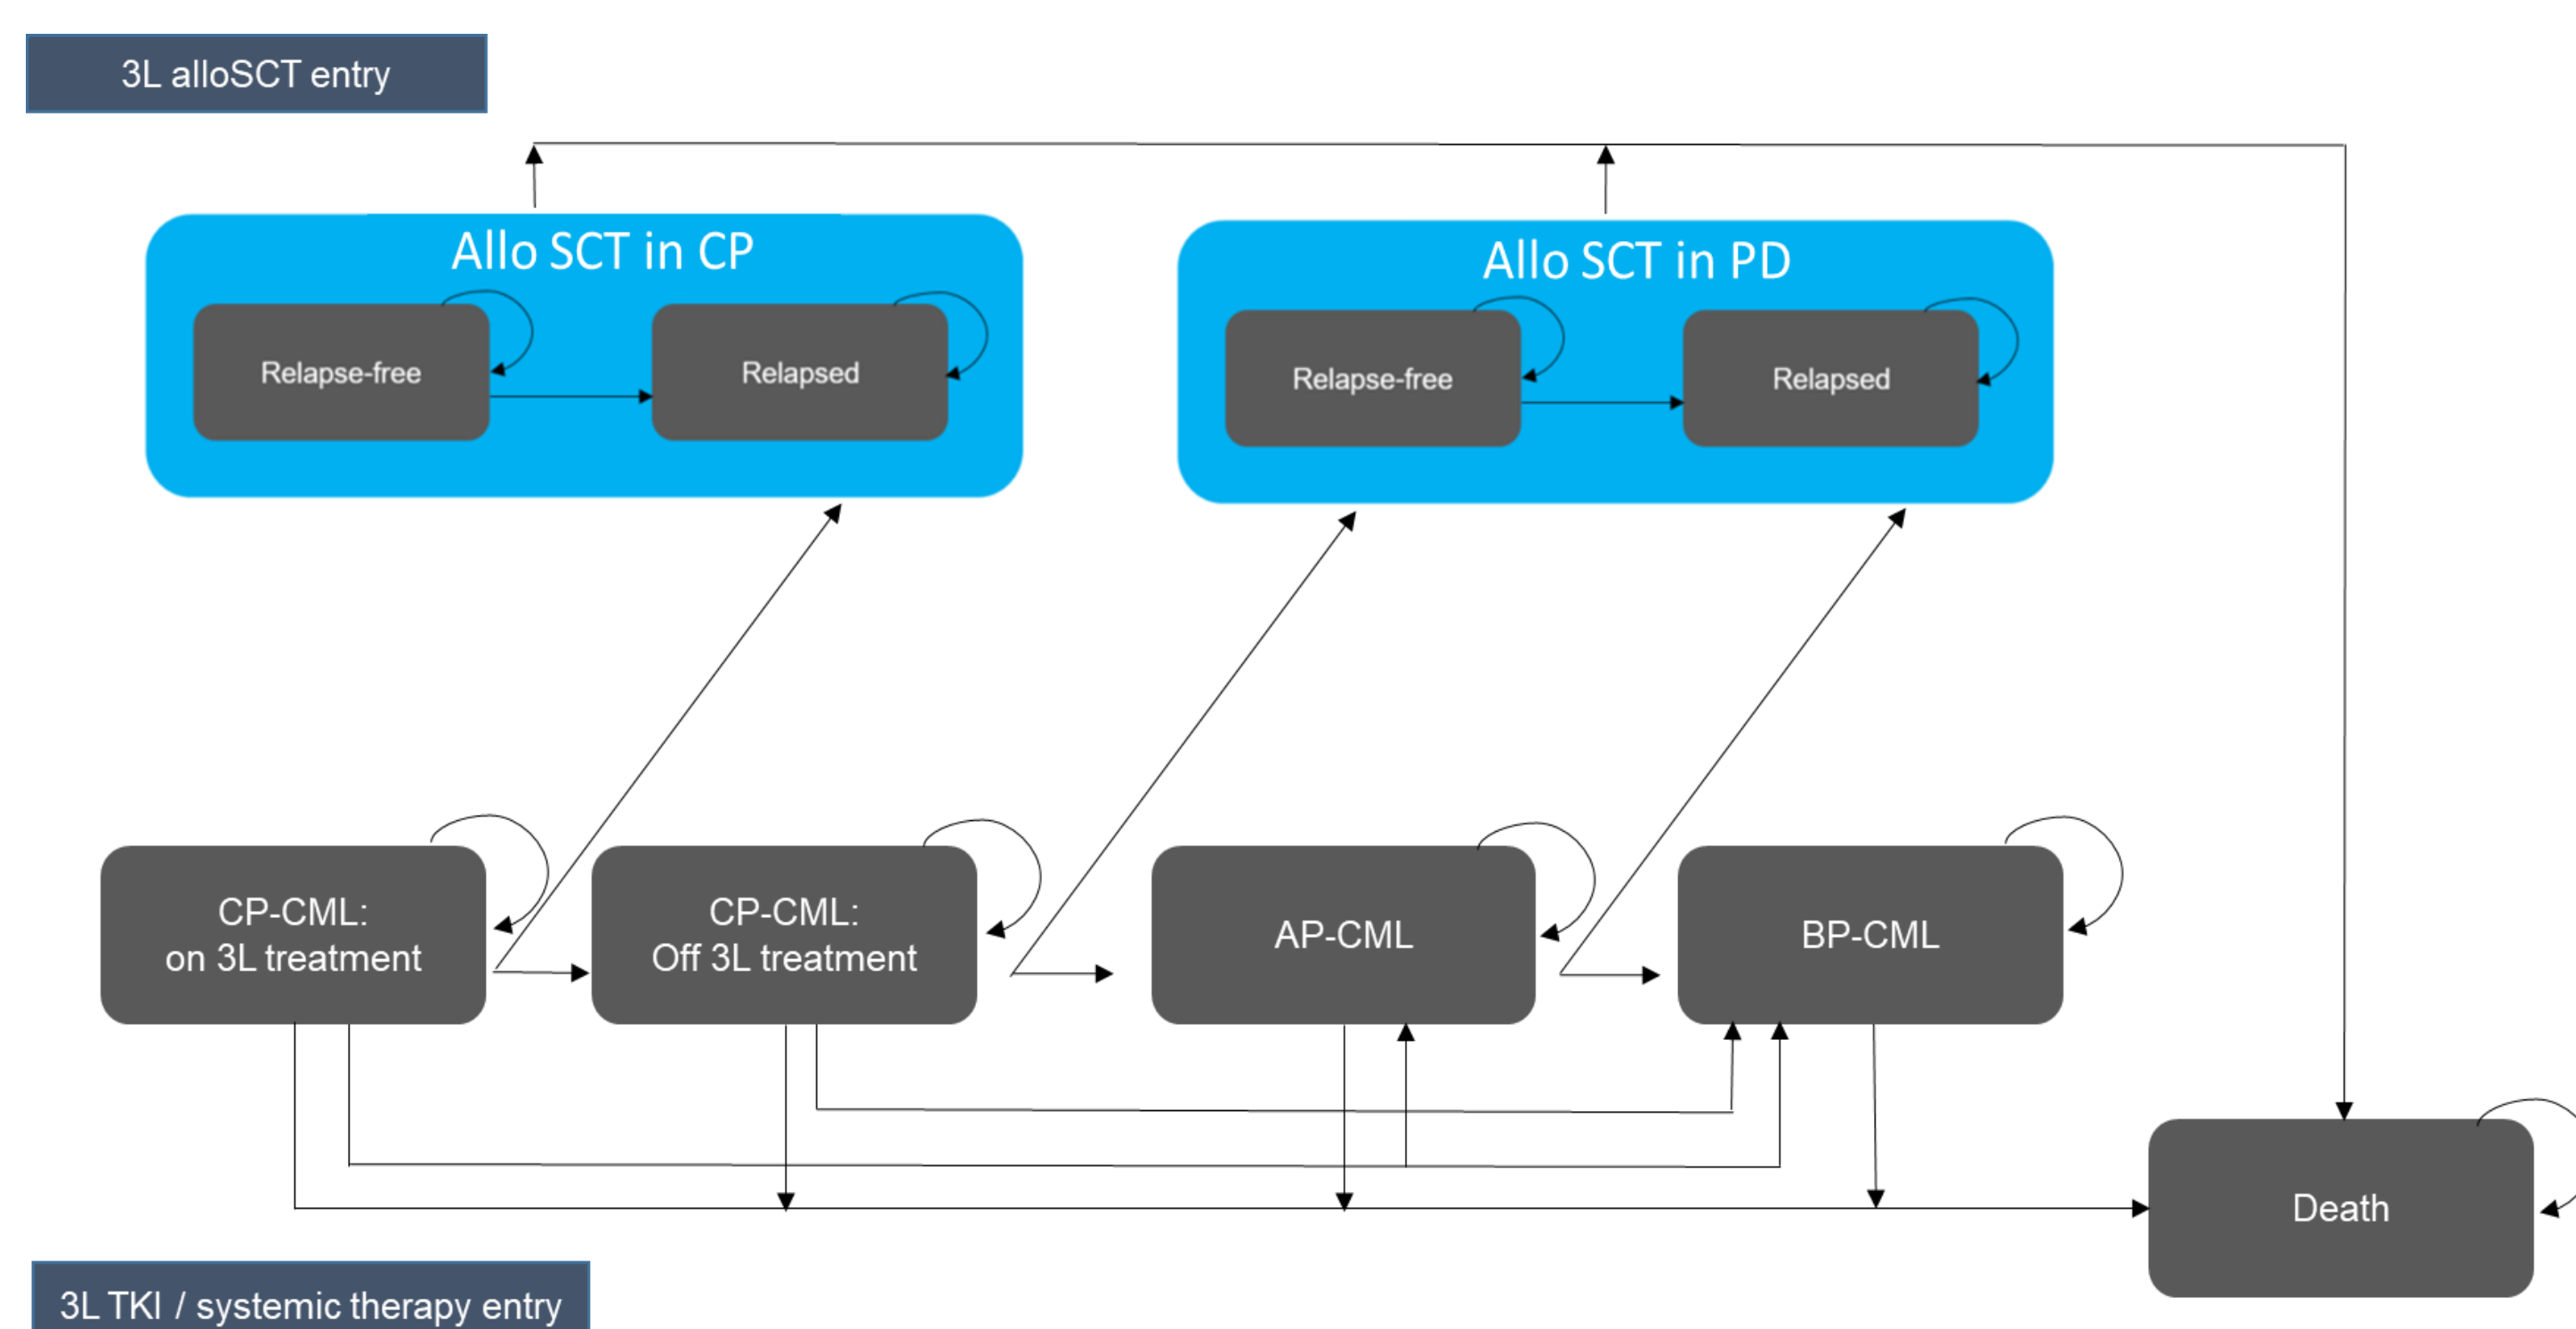 3L alloSCT entry
Allo SCT in CP
Relapse-free
Relapsed
Allo SCT in PD
Relapse-free
Relapsed
CP-CML:
on 3L treatment
CP-CML:
Off 3L treatment
AP-CML
BP-CML
Death
3L TKI / systemic therapy entry